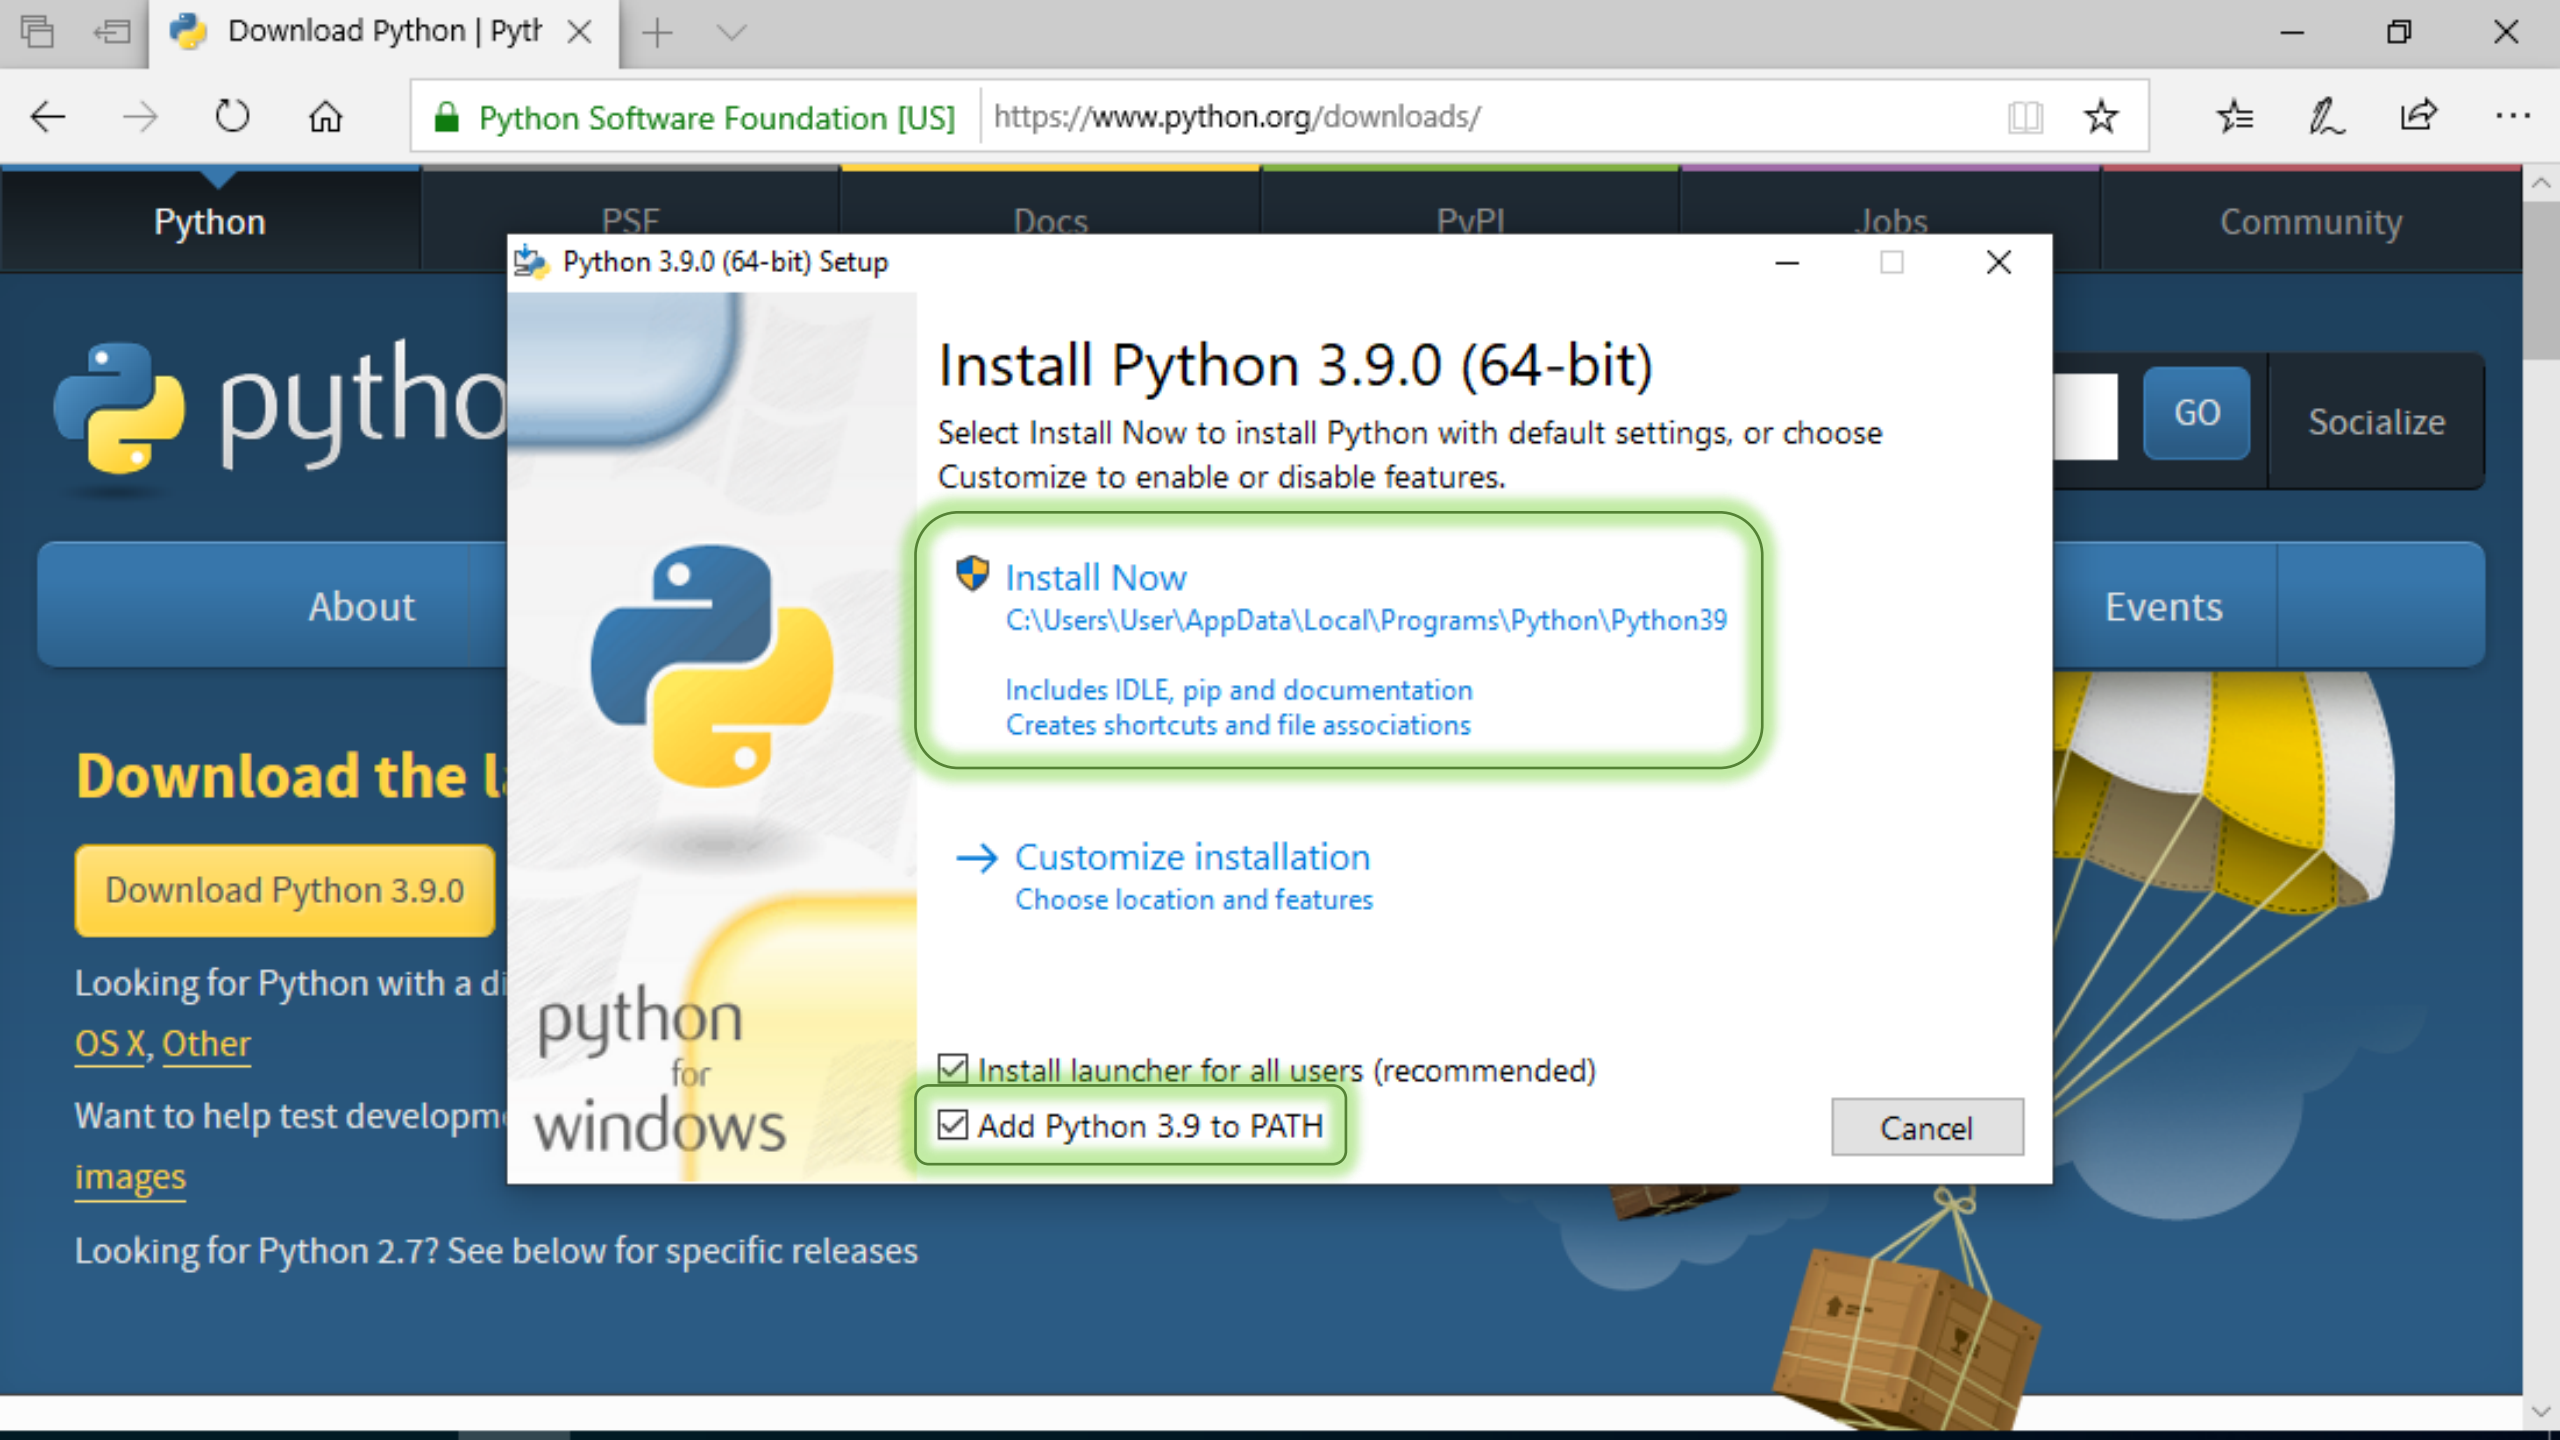 Download Python | Pyth
Python Software Foundation [US] https://www.python.org/downloads/
Python PSF Docs PyPI Jobs Community
Python 3.9.0 (64-bit) Setup
pytho
GO Socialize
About Events
Install Python 3.9.0 (64-bit)
Select Install Now to install Python with default settings, or choose
Customize to enable or disable features.
Install Now
C:\Users\User\AppData\Local\Programs\Python\Python39
Includes IDLE, pip and documentation
Creates shortcuts and file associations
Customize installation
Choose location and features
python
for
windows
Install launcher for all users (recommended)
Add Python 3.9 to PATH
Cancel
Download the l
Download Python 3.9.0
Looking for Python with a di
OS X, Other
Want to help test developm
images
Looking for Python 2.7? See below for specific releases